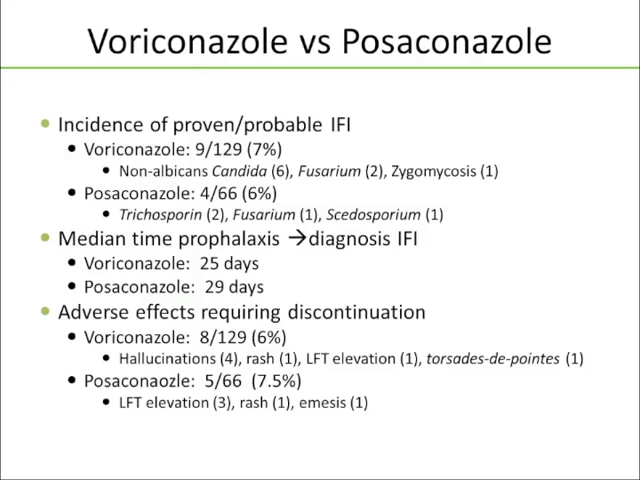 Voriconazole vs Posaconazole
• Incidence of proven/probable IFI
• Voriconazole: 9/129 (7%)
• Non-albicans Candida (6), Fusarium (2), Zygomycosis (1)
• Posaconazole: 4/66 (6%)
• Trichosporin (2), Fusarium (1), Scedosporium (1)
• Median time prophalaxis →diagnosis IFI
• Voriconazole: 25 days
• Posaconazole: 29 days
• Adverse effects requiring discontinuation
• Voriconazole: 8/129 (6%)
• Hallucinations (4), rash (1), LFT elevation (1), torsades-de-pointes (1)
• Posaconaozle: 5/66 (7.5%)
• LFT elevation (3), rash (1), emesis (1)